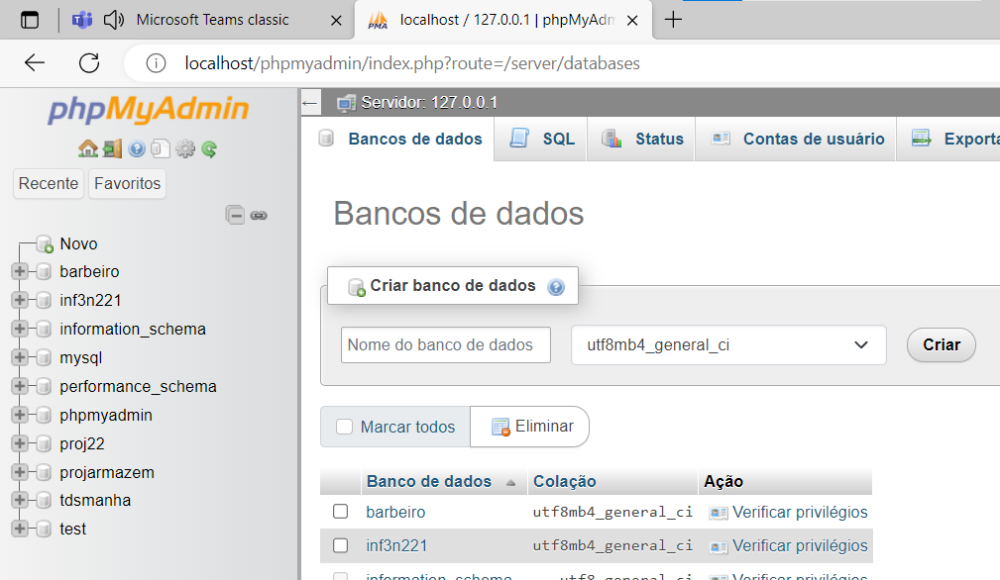 Microsoft Teams classic
localhost / 127.0.0.1 | phpMyAdn
localhost/phpmyadmin/index.php?route=/server/databases
phpMyAdmin
Recente Favoritos
Novo
barbeiro
inf3n221
information_schema
mysql
performance_schema
phpmyadmin
proj22
projarmazem
tdsmanha
test
Servidor: 127.0.0.1
Bancos de dados SQL Status Contas de usuário Exporta
Bancos de dados
Criar banco de dados
Nome do banco de dados utf8mb4_general_ci Criar
Marcar todos Eliminar
Banco de dados Colação Ação
barbeiro utf8mb4_general_ci Verificar privilégios
inf3n221 utf8mb4_general_ci Verificar privilégios
information_schema utf8_general_ci Verificar privilégios